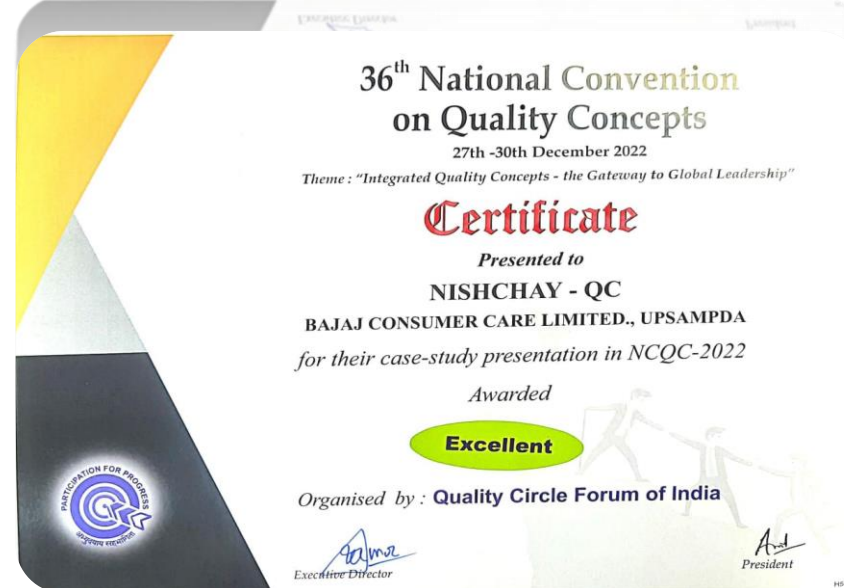 36th National Convention
on Quality Concepts
27th -30th December 2022
Theme : "Integrated Quality Concepts - the Gateway to Global Leadership"
Certificate
Presented to
NISHCHAY - QC
BAJAJ CONSUMER CARE LIMITED., UPSAMPDA
for their case-study presentation in NCQC-2022
Awarded
Excellent
PARTICIPATION FOR PROGRESS
Organised by : Quality Circle Forum of India
Executive Director
President